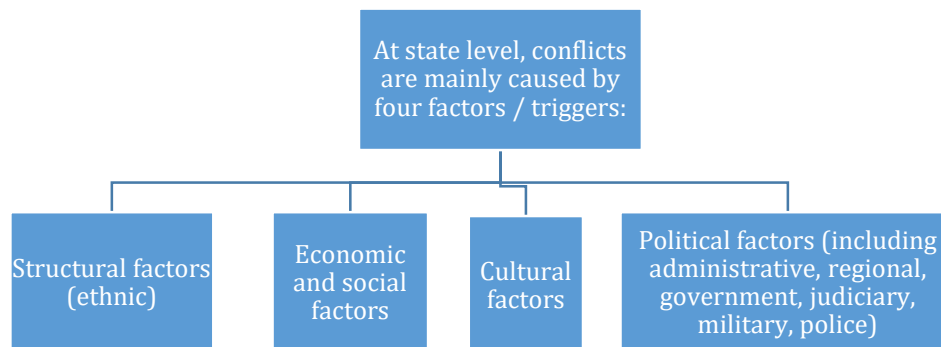 At state level, conflicts
are mainly caused by
four factors / triggers:
Structural factors
(ethnic)
Economic
and social
factors
Cultural
factors
Political factors (including
administrative, regional,
government, judiciary,
military, police)